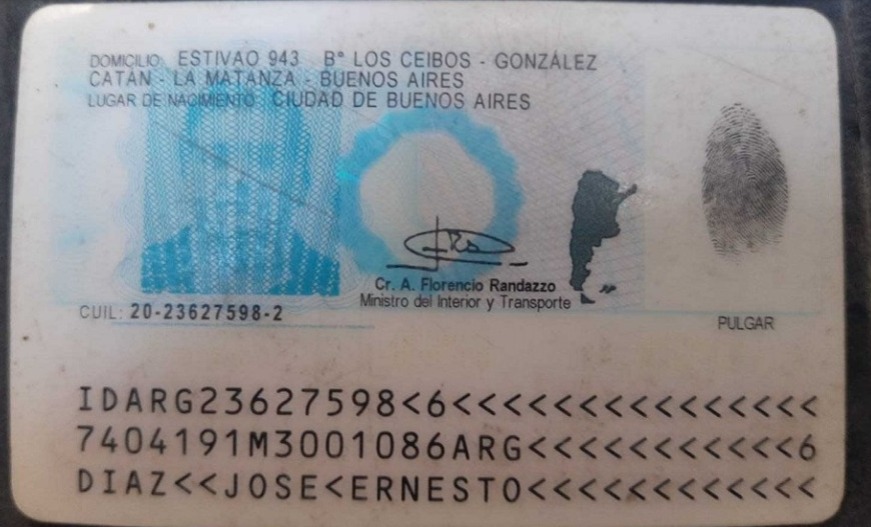 DOMICILIO: ESTIVAO 943 Bº LOS CEIBOS - GONZÁLEZ
CATÁN - LA MATANZA - BUENOS AIRES
LUGAR DE NACIMIENTO: CIUDAD DE BUENOS AIRES
Cr. A. Florencio Randazzo
Ministro del Interior y Transporte
CUIL: 20-23627598-2
PULGAR
IDARG23627598<6<<<<<<<<<<<<<<<
7404191M3001086ARG<<<<<<<<<<<6
DIAZ<<JOSE<ERNESTO<<<<<<<<<<<<